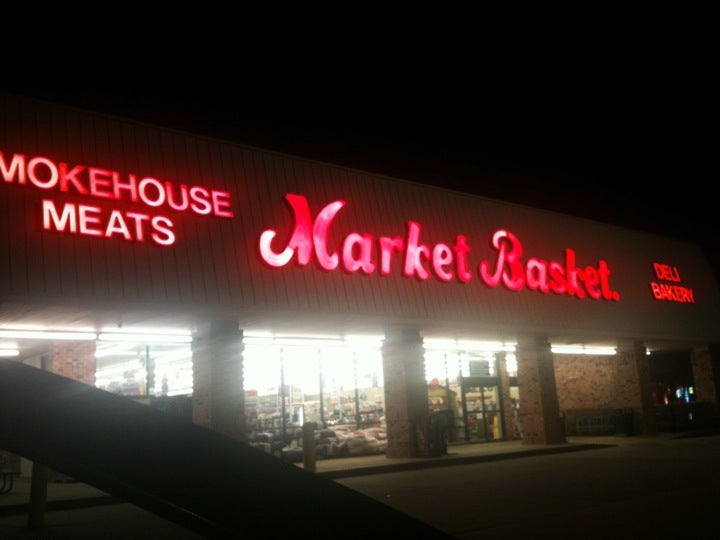 MOKEHOUSE
MEATS
Market Basket.
DELI
BAKERY